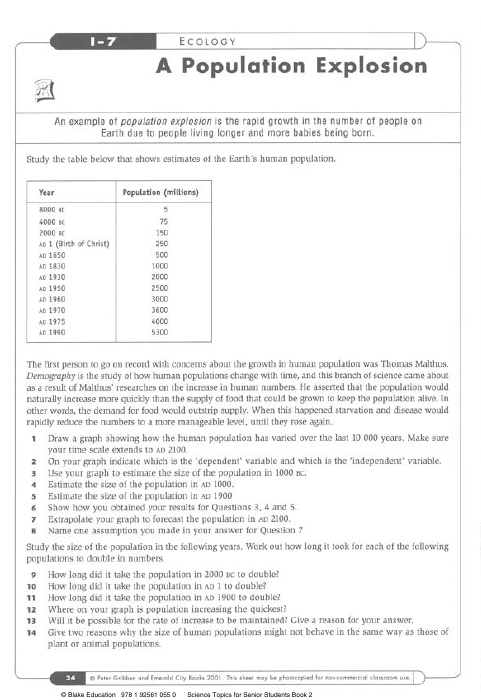 1–7
ECOLOGY
A Population Explosion
An example of population explosion is the rapid growth in the number of people on
Earth due to people living longer and more babies being born.
Study the table below that shows estimates of the Earth's human population.
Year Population (millions)
8000 BC 5
4000 BC 75
2000 BC 150
AD 1 (Birth of Christ) 250
AD 1650 500
AD 1830 1000
AD 1930 2000
AD 1950 2500
AD 1960 3000
AD 1970 3600
AD 1975 4000
AD 1990 5300
The first person to go on record with concerns about the growth in human population was Thomas Malthus.
Demography is the study of how human populations change with time, and this branch of science came about
as a result of Malthus' researches on the increase in human numbers. He asserted that the population would
naturally increase more quickly than the supply of food that could be grown to keep the population alive. In
other words, the demand for food would outstrip supply. When this happened starvation and disease would
rapidly reduce the numbers to a more manageable level, until they rose again.
1 Draw a graph showing how the human population has varied over the last 10 000 years. Make sure
your time scale extends to AD 2100.
2 On your graph indicate which is the 'dependent' variable and which is the 'independent' variable.
3 Use your graph to estimate the size of the population in 1000 BC.
4 Estimate the size of the population in AD 1000.
5 Estimate the size of the population in AD 1900
6 Show how you obtained your results for Questions 3, 4 and 5.
7 Extrapolate your graph to forecast the population in AD 2100.
8 Name one assumption you made in your answer for Question 7
Study the size of the population in the following years. Work out how long it took for each of the following
populations to double in numbers.
9 How long did it take the population in 2000 BC to double?
10 How long did it take the population in AD 1 to double?
11 How long did it take the population in AD 1900 to double?
12 Where on your graph is population increasing the quickest?
13 Will it be possible for the rate of increase to be maintained? Give a reason for your answer.
14 Give two reasons why the size of human populations might not behave in the same way as those of
plant or animal populations.
34
© Peter Gribben and Emerald City Books 2001. This sheet may be photocopied for non-commercial classroom use.
© Blake Education 978 1 92561 055 0 Science Topics for Senior Students Book 2